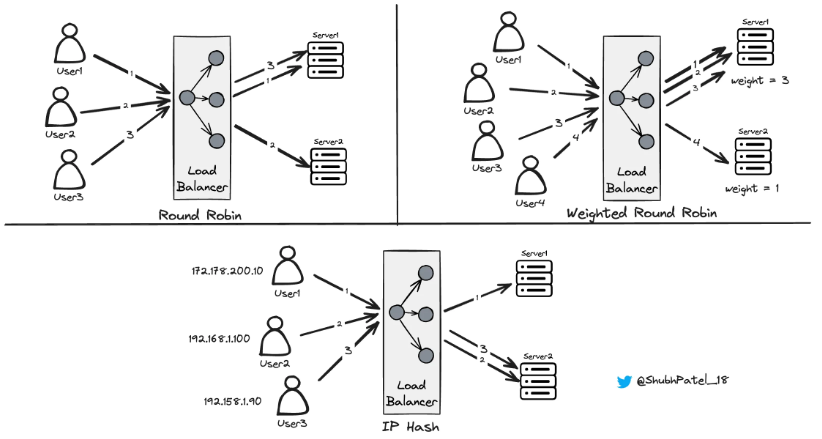 User1
1
User2
2
User3
3
Load
Balancer
3
1
2
Server1
Server2
Round Robin
User1
1
User2
2
User3
3
User4
4
Load
Balancer
1
2
3
4
Server1
weight = 3
Server2
weight = 1
Weighted Round Robin
172.178.200.10
User1
1
192.168.1.100
User2
2
192.158.1.90
User3
3
Load
Balancer
1
3
2
Server1
Server2
IP Hash
@ShubhPatel_18